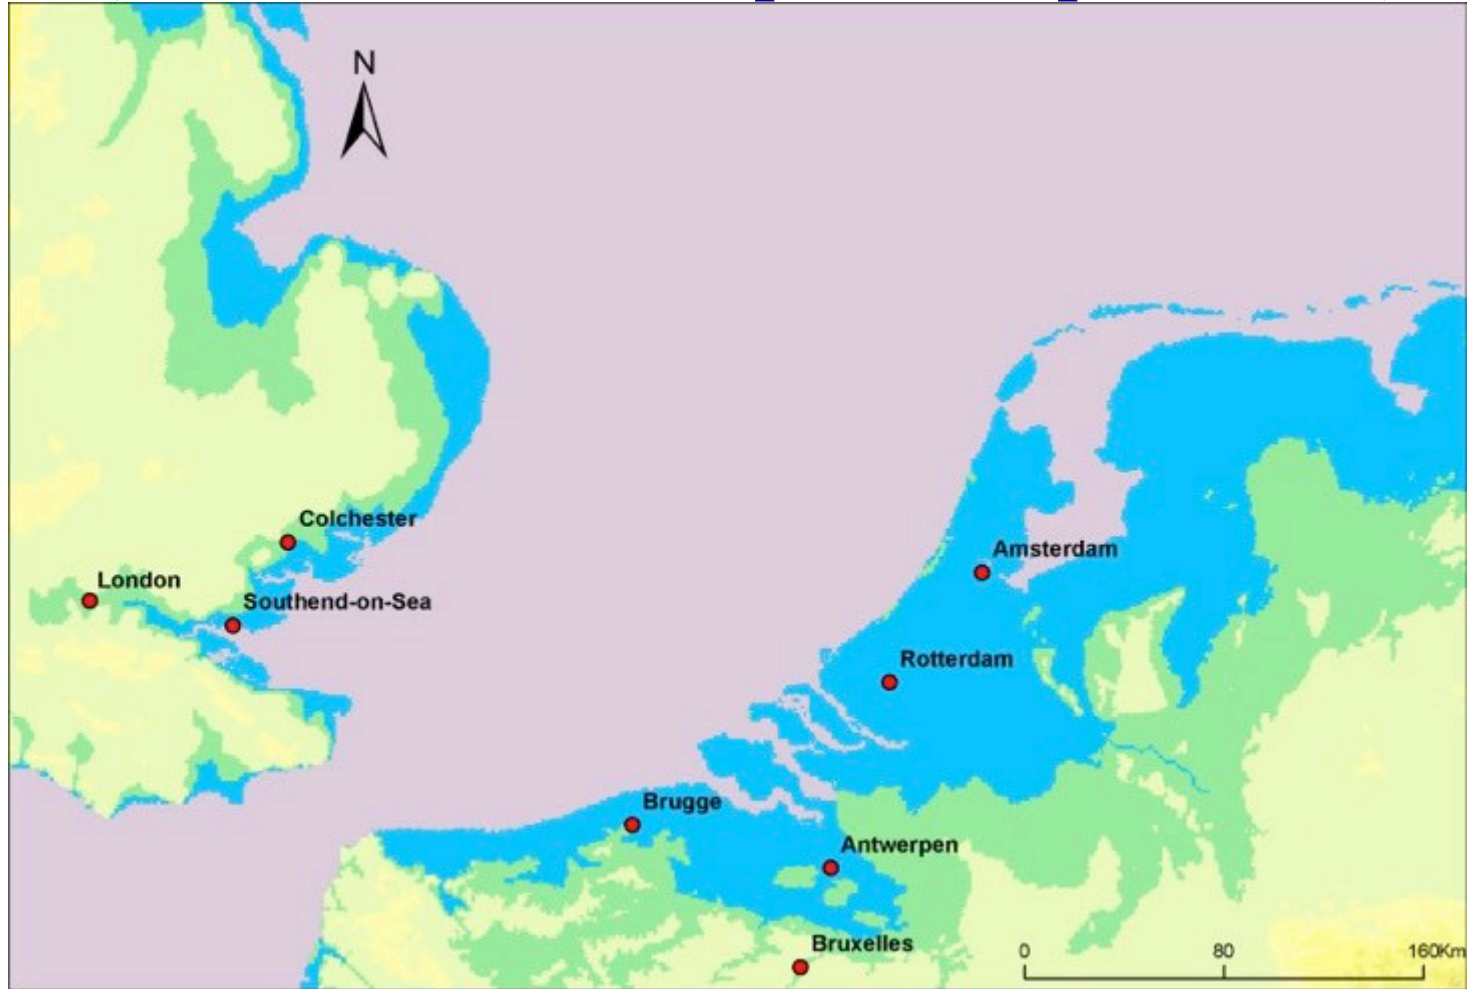 N
Colchester
London
Southend-on-Sea
Amsterdam
Rotterdam
Brugge
Antwerpen
Bruxelles
0 80 160Km